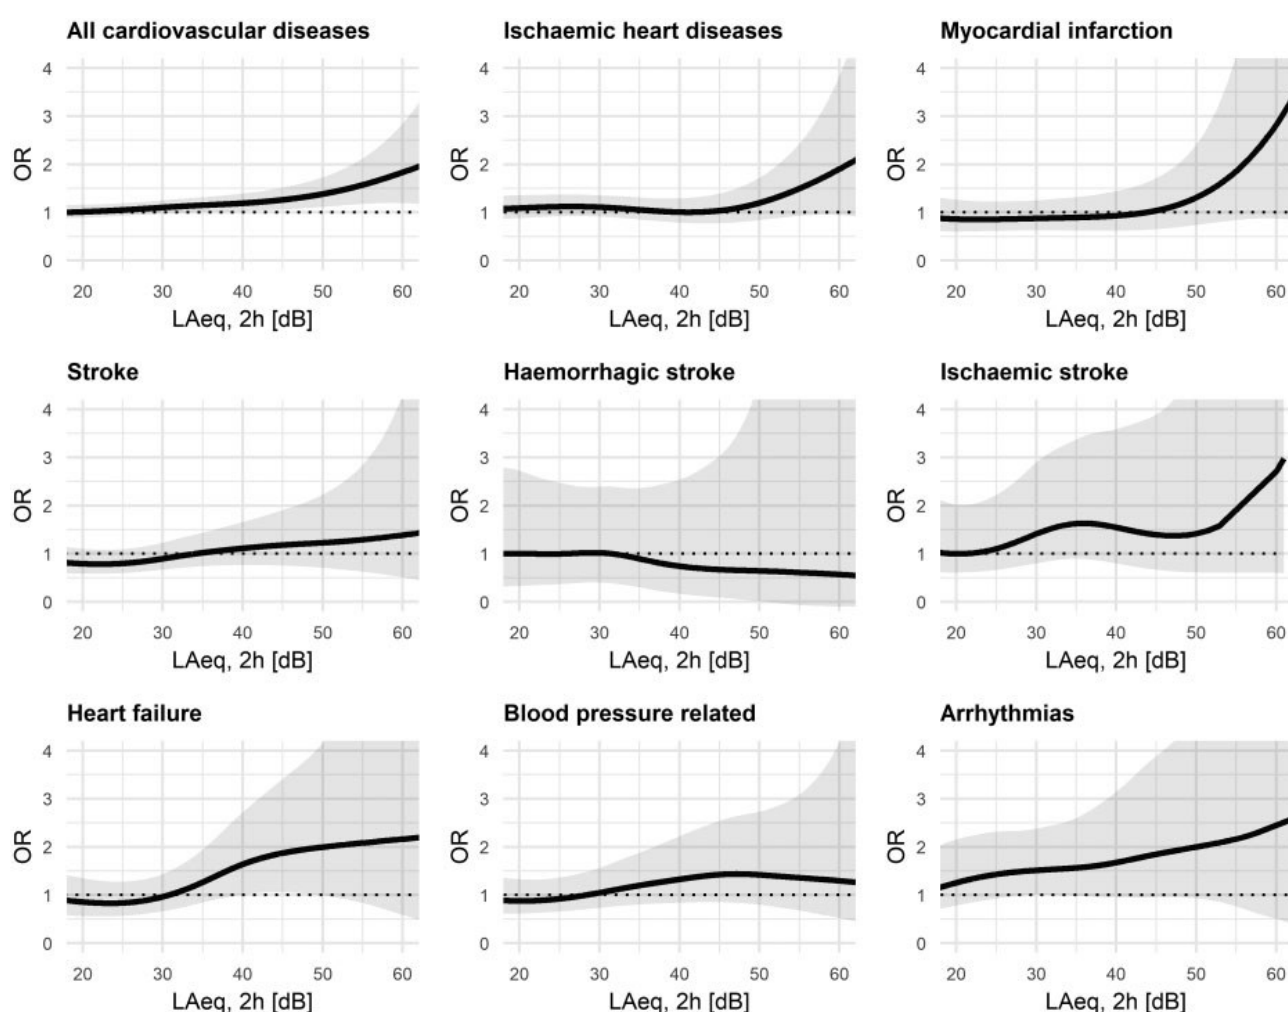 All cardiovascular diseases
4
3
2
1
0
OR
20 30 40 50 60
LAeq, 2h [dB]
Ischaemic heart diseases
4
3
2
1
0
OR
20 30 40 50 60
LAeq, 2h [dB]
Myocardial infarction
4
3
2
1
0
OR
20 30 40 50 60
LAeq, 2h [dB]
Stroke
4
3
2
1
0
OR
20 30 40 50 60
LAeq, 2h [dB]
Haemorrhagic stroke
4
3
2
1
0
OR
20 30 40 50 60
LAeq, 2h [dB]
Ischaemic stroke
4
3
2
1
0
OR
20 30 40 50 60
LAeq, 2h [dB]
Heart failure
4
3
2
1
0
OR
20 30 40 50 60
LAeq, 2h [dB]
Blood pressure related
4
3
2
1
0
OR
20 30 40 50 60
LAeq, 2h [dB]
Arrhythmias
4
3
2
1
0
OR
20 30 40 50 60
LAeq, 2h [dB]